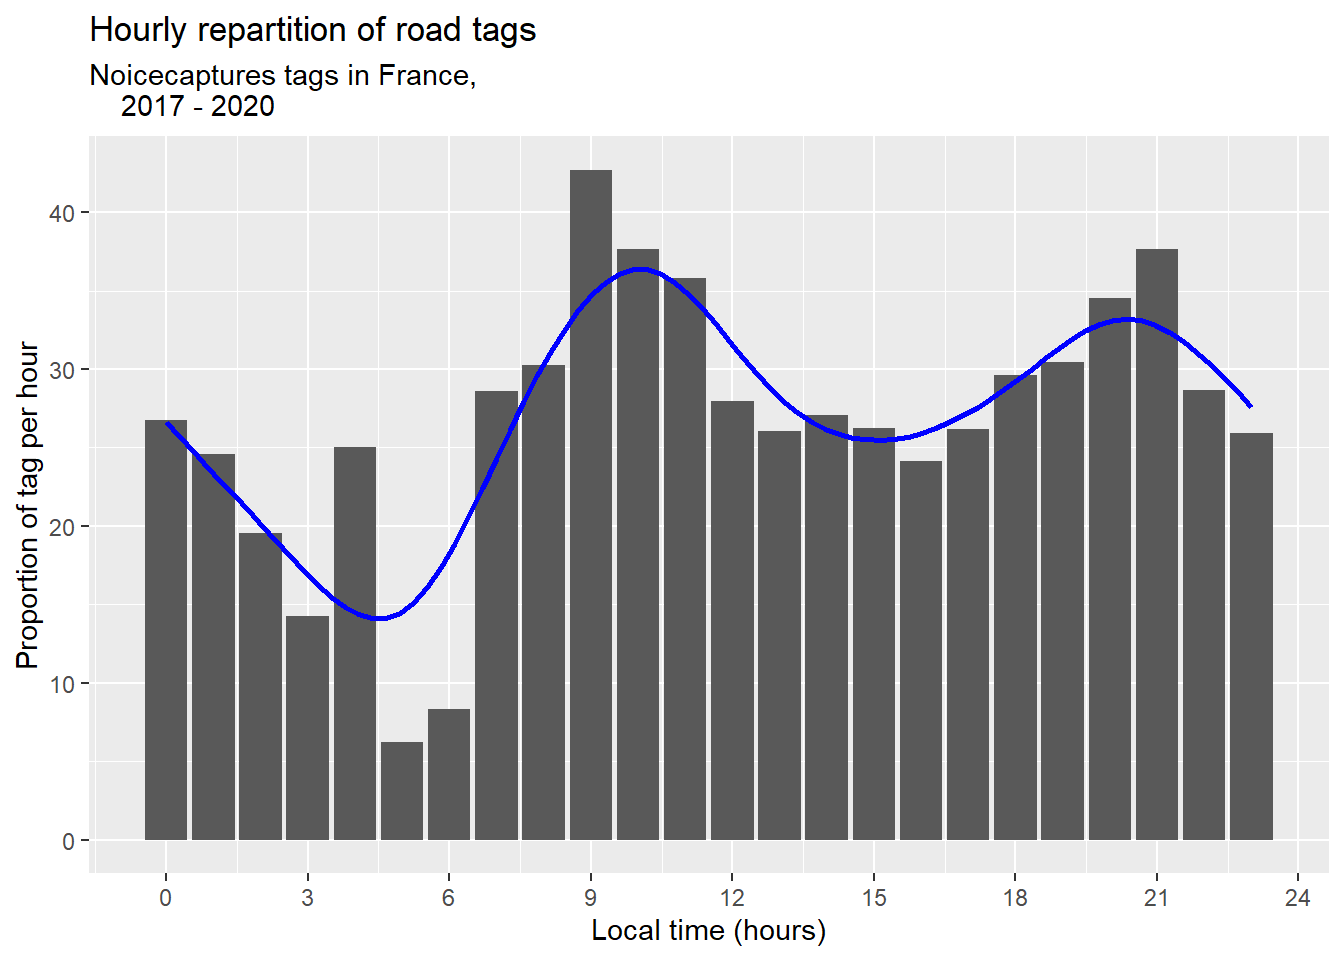 Hourly repartition of road tags
Noicecaptures tags in France,
2017 - 2020
Proportion of tag per hour
40
30
20
10
0
0 3 6 9 12 15 18 21 24
Local time (hours)